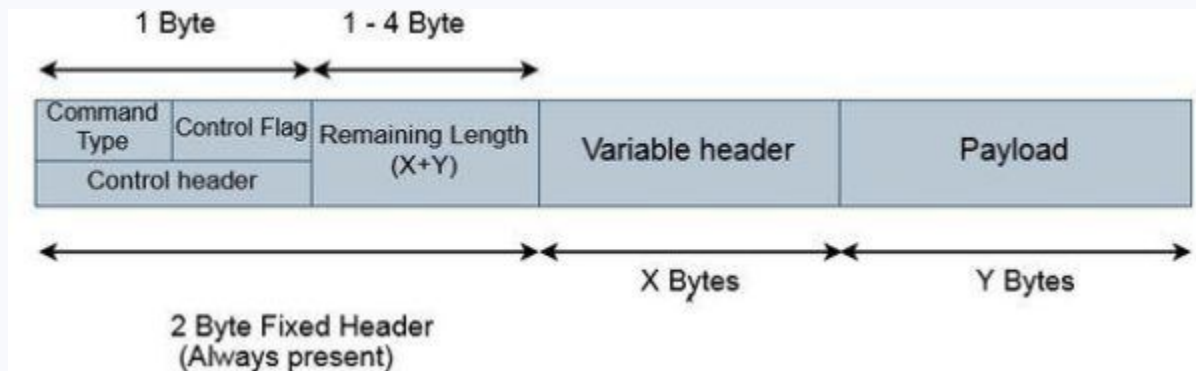 1 Byte
1 - 4 Byte
Command
Type
Control Flag
Control header
Remaining Length
(X+Y)
Variable header
Payload
X Bytes
Y Bytes
2 Byte Fixed Header
(Always present)